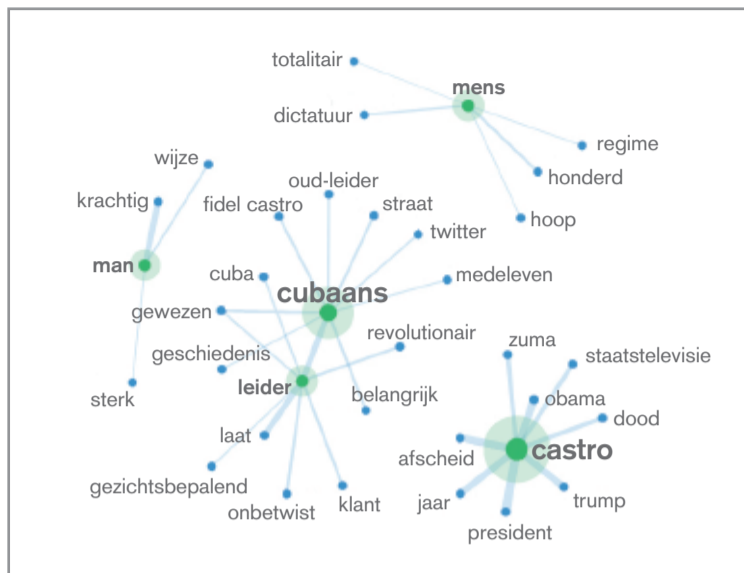 totalitair
mens
dictatuur
regime
wijze
honderd
oud-leider
krachtig
fidel castro
straat
hoop
twitter
man
cuba
medeleven
cubaans
gewezen
revolutionair
zuma
geschiedenis
staatstelevisie
leider
belangrijk
sterk
obama
dood
laat
afscheid
castro
gezichtsbepalend
jaar
trump
onbetwist
klant
president